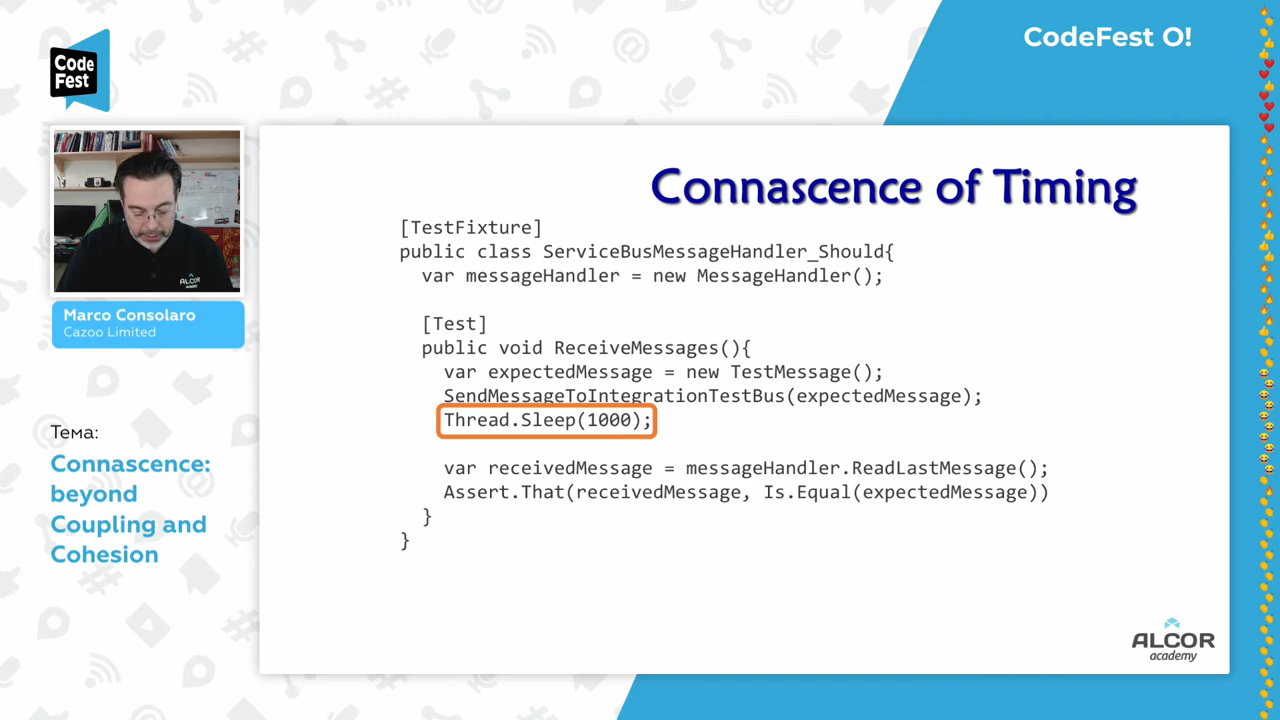 Code
Fest
CodeFest O!
Marco Consolaro
Cazoo Limited
Тема:
Connascence:
beyond
Coupling and
Cohesion
Connascence of Timing
[TestFixture]
public class ServiceBusMessageHandler_Should{
var messageHandler = new MessageHandler();
[Test]
public void ReceiveMessages(){
var expectedMessage = new TestMessage();
SendMessageToIntegrationTestBus(expectedMessage);
Thread.Sleep(1000);
var receivedMessage = messageHandler.ReadLastMessage();
Assert.That(receivedMessage, Is.Equal(expectedMessage))
}
}
ALCOR
academy
ALCOR
academy